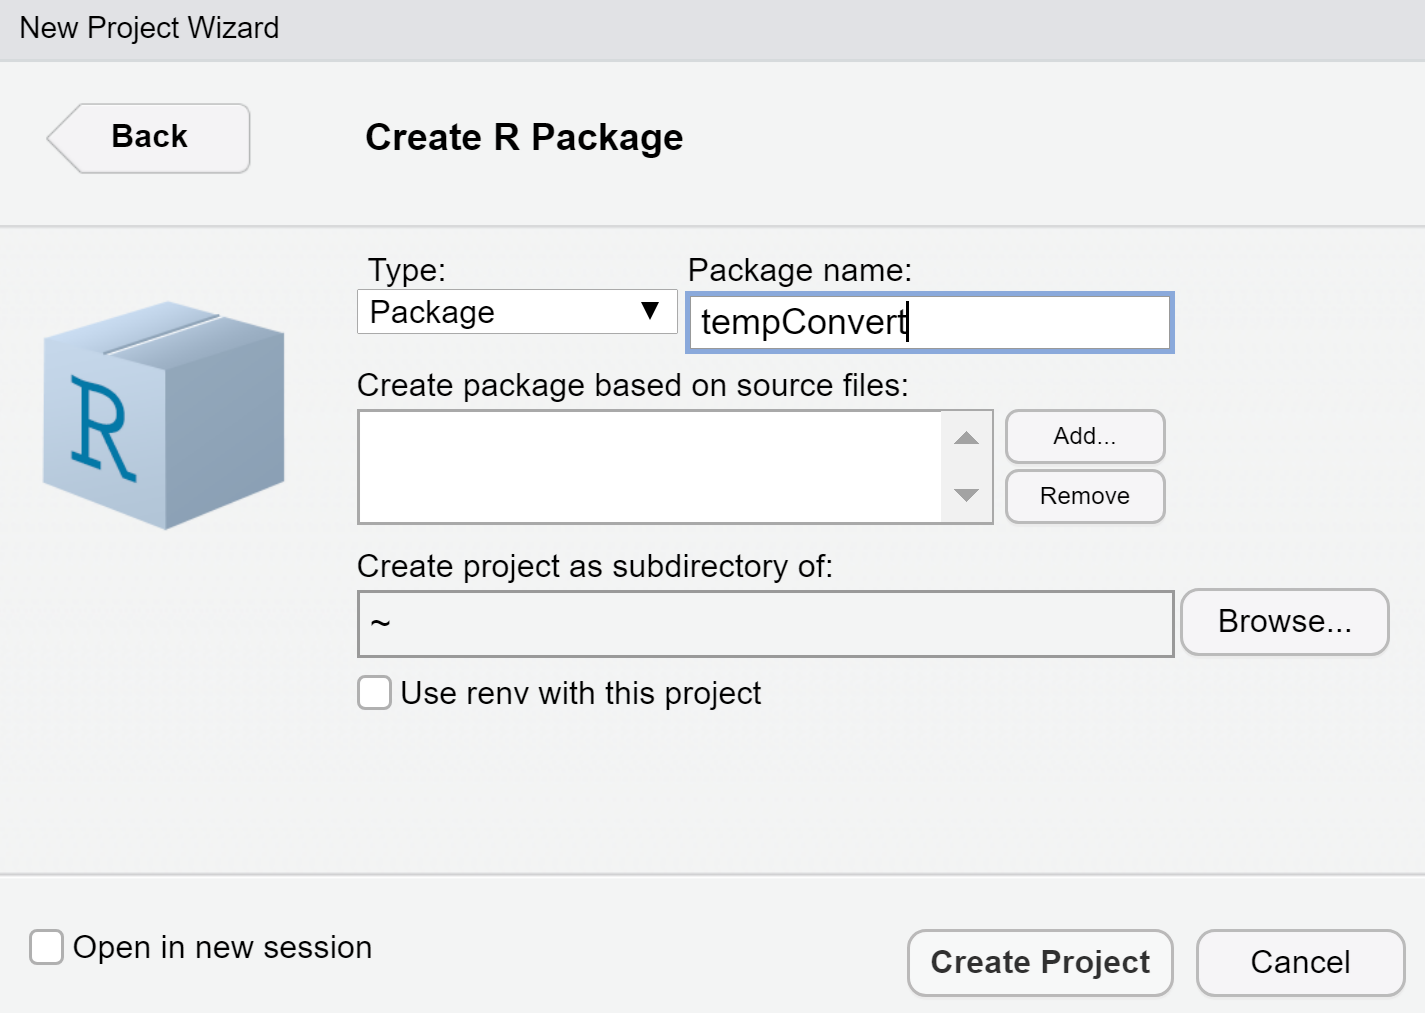 New Project Wizard
Back
Create R Package
Type:
Package name:
Package ▼
tempConvert
R
Create package based on source files:
Add...
Remove
Create project as subdirectory of:
~
Browse...
Use renv with this project
Open in new session
Create Project
Cancel